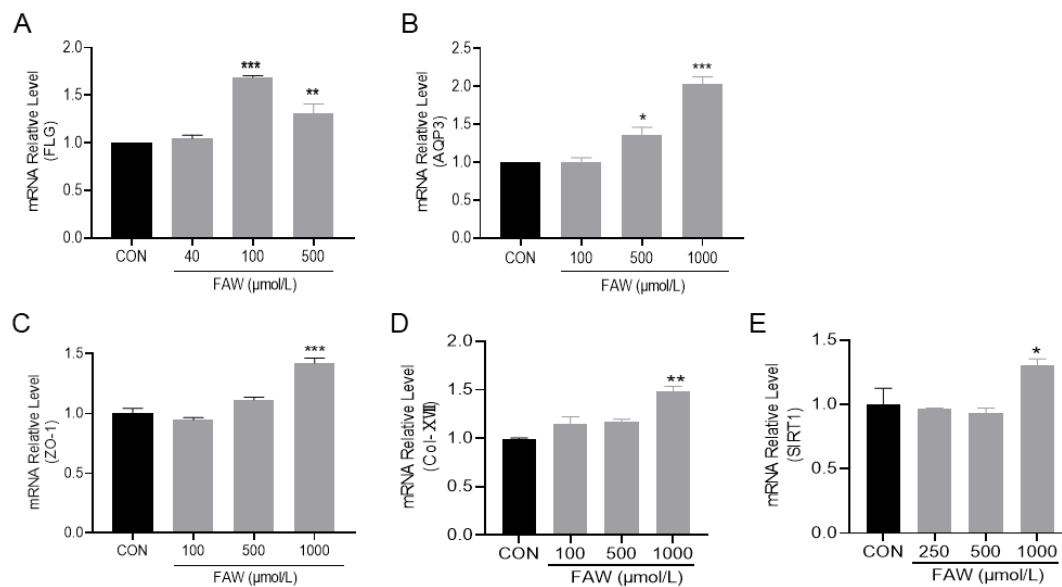 A
mRNA Relative Level
(FLG)
2.0
1.5
1.0
0.5
0.0
***
**
CON
40
100
500
FAW (μmol/L)
B
mRNA Relative Level
(AQP3)
2.5
2.0
1.5
1.0
0.5
0.0
*
***
CON
100
500
1000
FAW (μmol/L)
C
mRNA Relative Level
(ZO-1)
1.5
1.0
0.5
0.0
***
CON
100
500
1000
FAW (μmol/L)
D
mRNA Relative Level
(Col-ⅩⅦ)
2.0
1.5
1.0
0.5
0.0
**
CON
100
500
1000
FAW (μmol/L)
E
mRNA Relative Level
(SIRT1)
1.5
1.0
0.5
0.0
*
CON
250
500
1000
FAW (μmol/L)